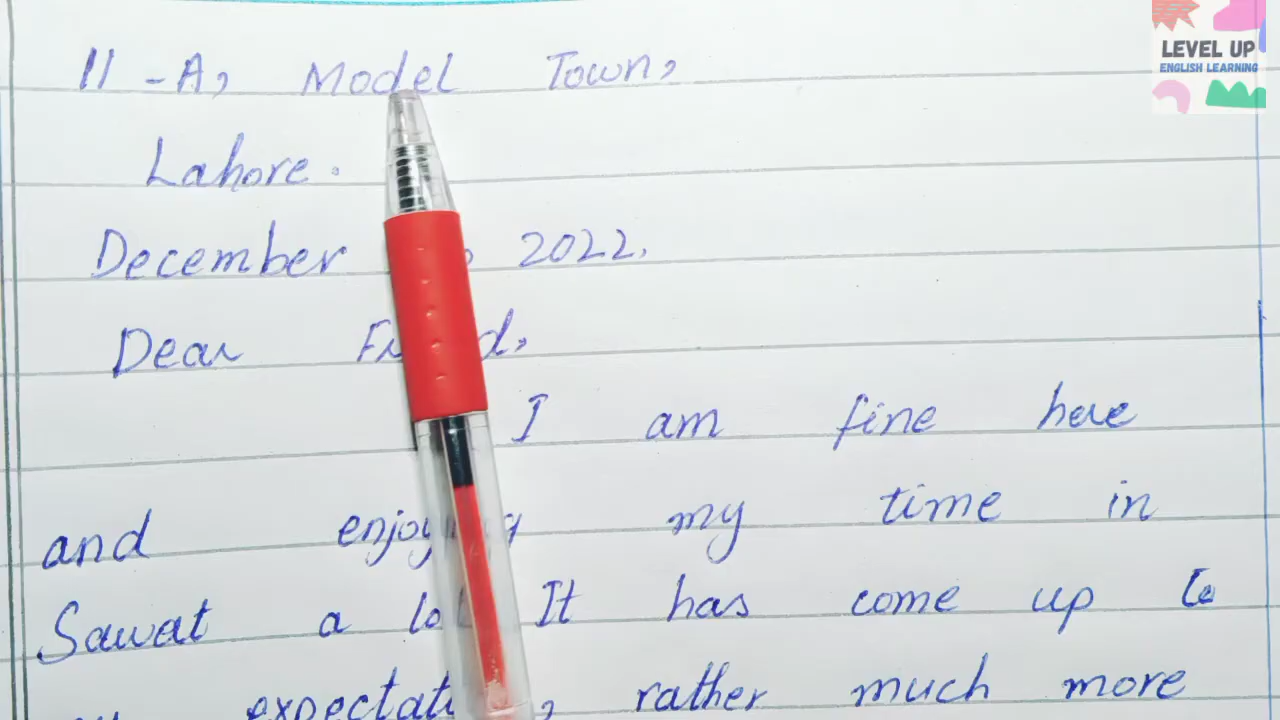 LEVEL UP
ENGLISH LEARNING
11 -A, Model Town,
Lahore.
December , 2022.
Dear
I am fine here
and my time in
Sawat a It has come up to
, rather much more